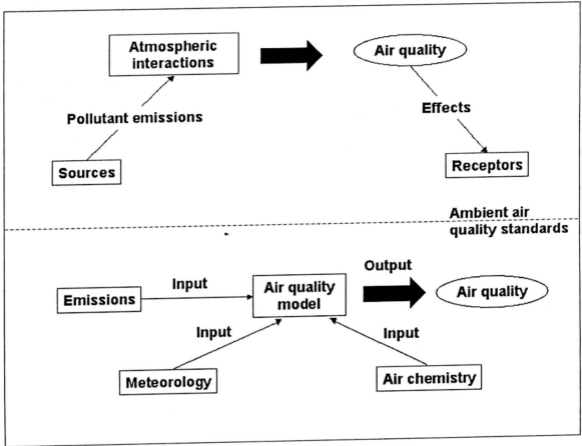 Atmospheric
interactions
Air quality
Pollutant emissions
Effects
Sources
Receptors
Ambient air
quality standards
Output
Input
Emissions
Air quality
model
Air quality
Input
Input
Meteorology
Air chemistry